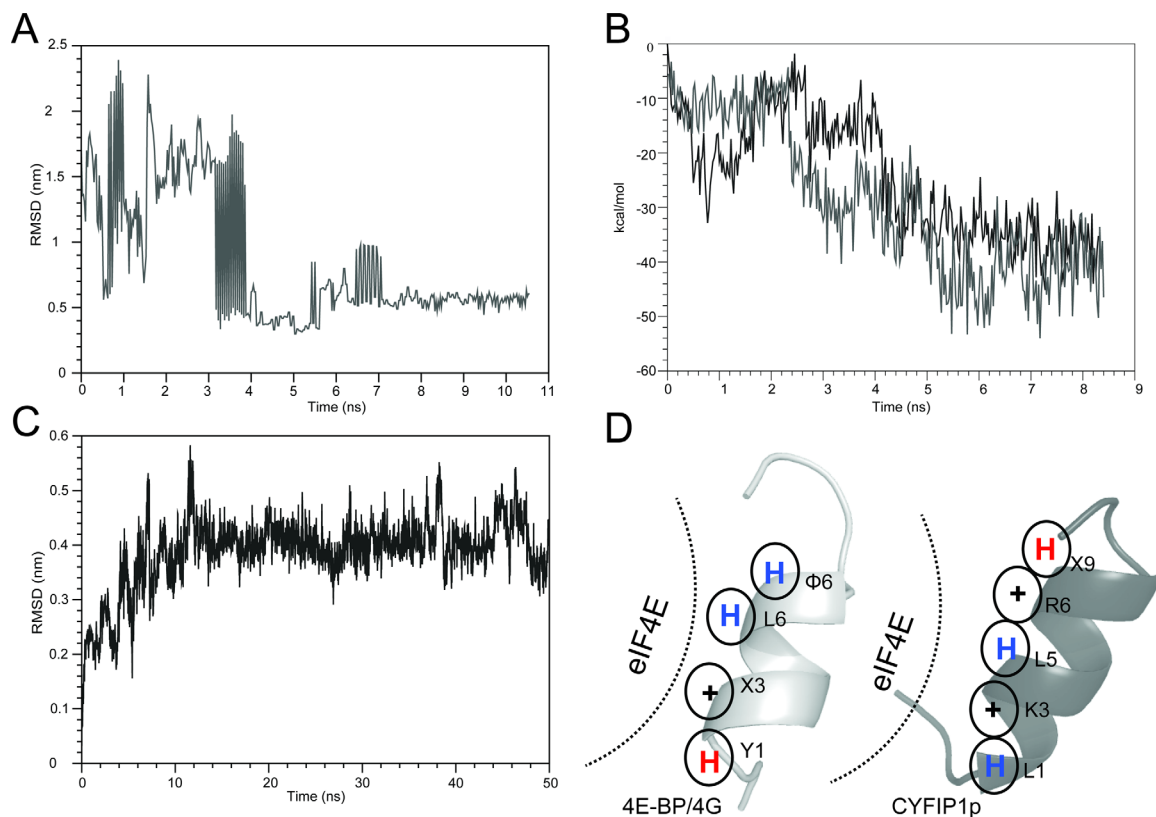 A
2.5
2
1.5
1
0.5
0
RMSD (nm)
0 1 2 3 4 5 6 7 8 9 10 11
Time (ns)
B
0
-10
-20
-30
-40
-50
-60
kcal/mol
0 1 2 3 4 5 6 7 8 9
Time (ns)
C
0.6
0.5
0.4
0.3
0.2
0.1
0
RMSD (nm)
0 10 20 30 40 50
Time (ns)
D
eIF4E
H Φ6
H L6
+ X3
H Y1
4E-BP/4G
eIF4E
H X9
+ R6
H L5
+ K3
H L1
CYFIP1p